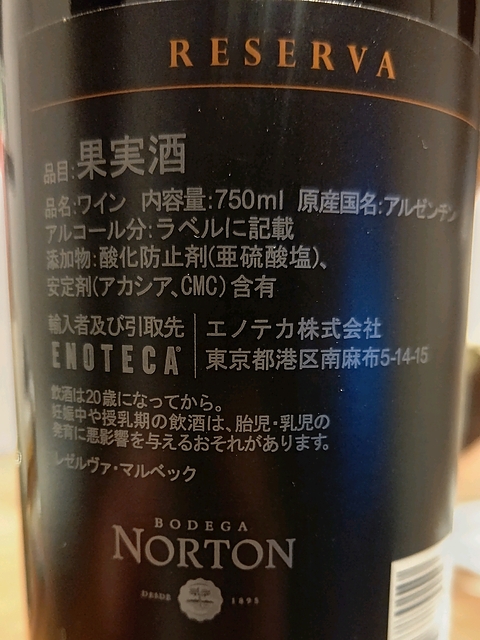 RESERVA
品目:果実酒
品名:ワイン 内容量:750ml 原産国名:アルゼンチン
アルコール分:ラベルに記載
添加物:酸化防止剤(亜硫酸塩)、
安定剤(アカシア、CMC)含有
輸入者及び引取先
ENOTECA
エノテカ株式会社
東京都港区南麻布5-14-15
飲酒は20歳になってから。
妊娠中や授乳期の飲酒は、胎児・乳児の
発育に悪影響を与えるおそれがあります。
レゼルヴァ・マルベック
BODEGA
NORTON
DESDE 1895